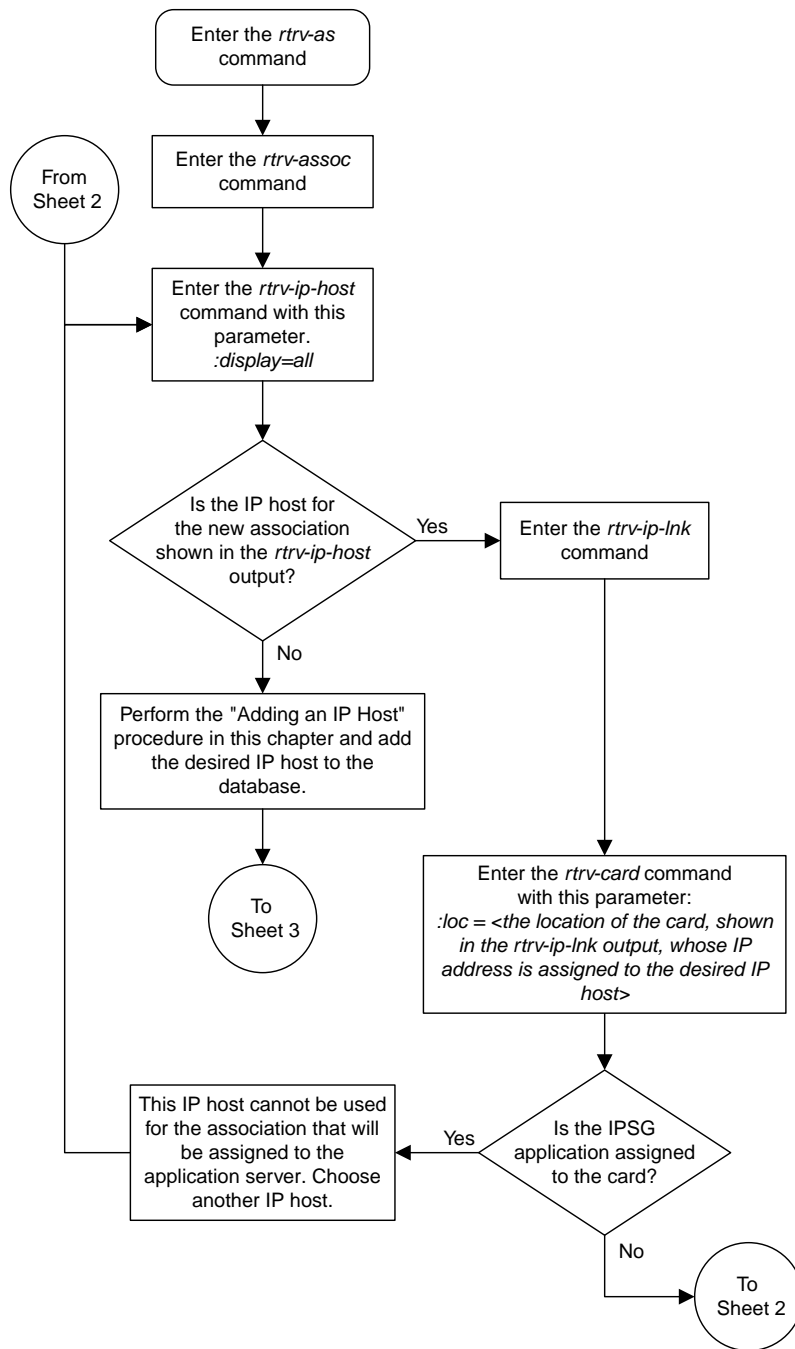 Enter the rtrv-as
command
Enter the rtrv-assoc
command
From
Sheet 2
Enter the rtrv-ip-host
command with this
parameter.
:display=all
Is the IP host for
the new association
shown in the rtrv-ip-host
output?
Yes
Enter the rtrv-ip-lnk
command
No
Perform the "Adding an IP Host"
procedure in this chapter and add
the desired IP host to the
database.
To
Sheet 3
Enter the rtrv-card command
with this parameter:
:loc = <the location of the card, shown
in the rtrv-ip-lnk output, whose IP
address is assigned to the desired IP
host>
This IP host cannot be used
for the association that will
be assigned to the
application server. Choose
another IP host.
Yes
Is the IPSG
application assigned
to the card?
No
To
Sheet 2